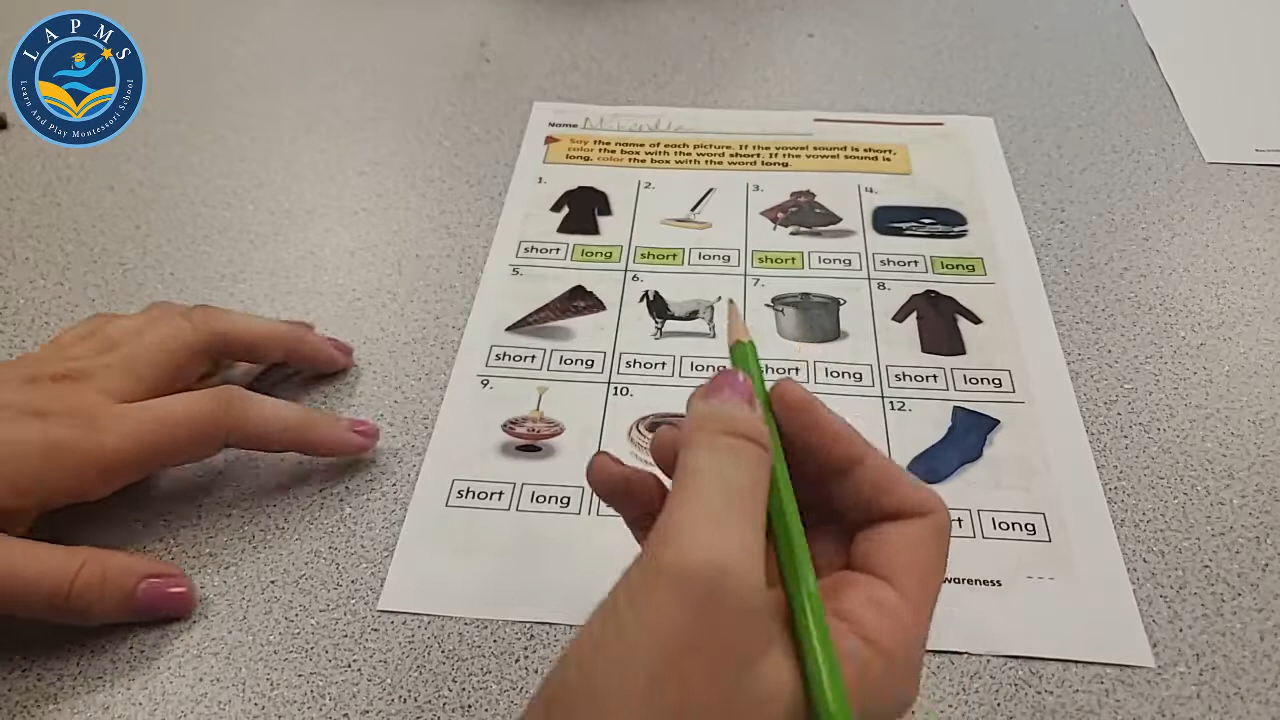 L A P M S
Learn And Play Montessori School
Name
Say the name of each picture. If the vowel sound is short,
color the box with the word short. If the vowel sound is
long, color the box with the word long.
1. 2. 3. 4.
short long short long short long short long
5. 6. 7. 8.
short long short long short long short long
9. 10. 12.
short long long